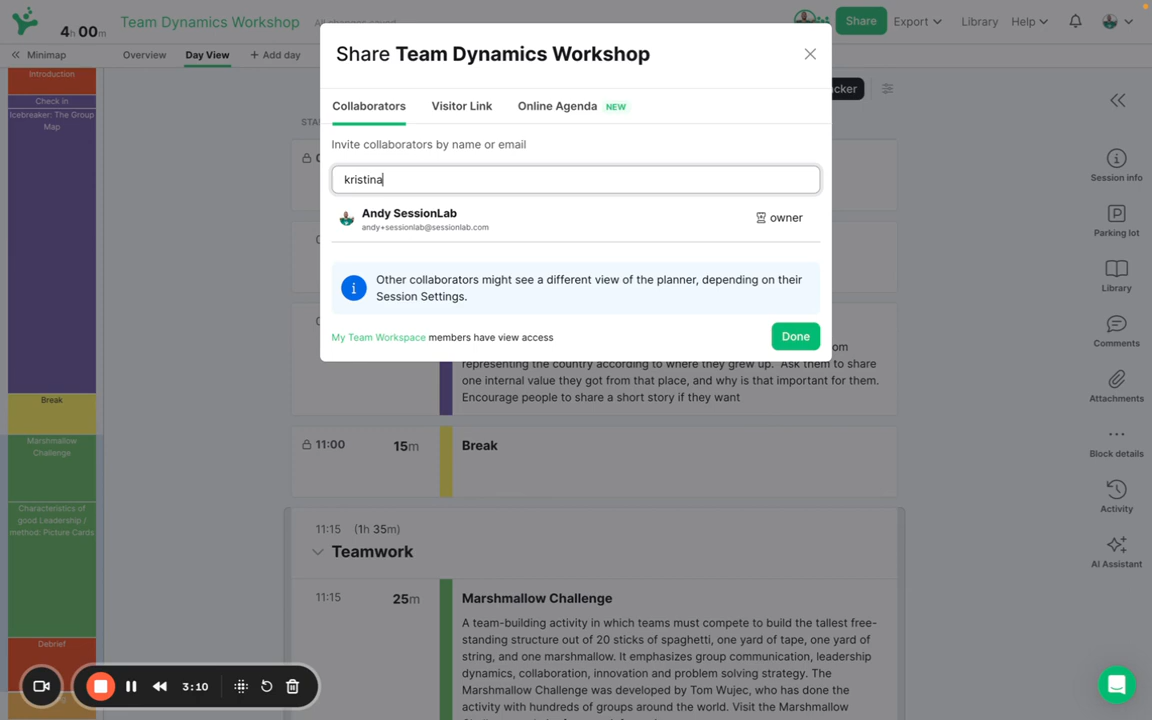 4h 00m
Team Dynamics Workshop
All changes saved
Share
Export
Library
Help
Minimap
Overview
Day View
+ Add day
Introduction
Check in
Icebreaker: The Group
Map
Break
Marshmallow
Challenge
Characteristics of
good Leadership /
method: Picture Cards
Debrief
Share Team Dynamics Workshop
Collaborators
Visitor Link
Online Agenda NEW
Invite collaborators by name or email
kristina
Andy SessionLab
andy+sessionlab@sessionlab.com
owner
Other collaborators might see a different view of the planner, depending on their
Session Settings.
My Team Workspace members have view access
Done
representing the country according to where they grew up. Ask them to share
one internal value they got from that place, and why is that important for them.
Encourage people to share a short story if they want
11:00
15m
Break
11:15 (1h 35m)
Teamwork
11:15
25m
Marshmallow Challenge
A team-building activity in which teams must compete to build the tallest free-
standing structure out of 20 sticks of spaghetti, one yard of tape, one yard of
string, and one marshmallow. It emphasizes group communication, leadership
dynamics, collaboration, innovation and problem solving strategy. The
Marshmallow Challenge was developed by Tom Wujec, who has done the
activity with hundreds of groups around the world. Visit the Marshmallow
Session info
Parking lot
Library
Comments
Attachments
Block details
Activity
AI Assistant
3:10